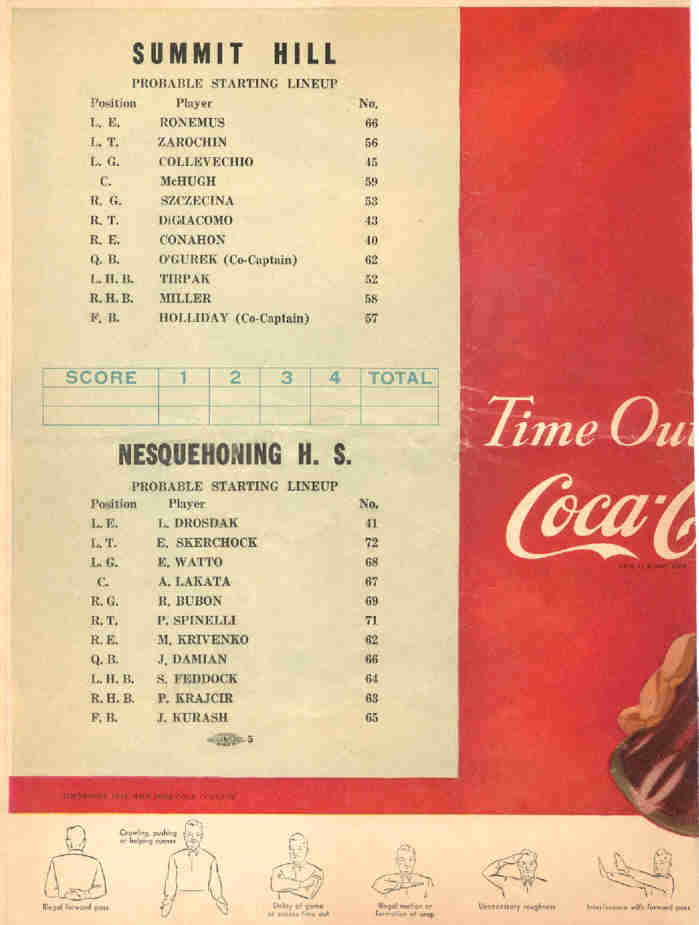 SUMMIT HILL
PROBABLE STARTING LINEUP
Position Player No.
L. E. RONEMUS 66
L. T. ZAROCHIN 56
L. G. COLLEVECHIO 45
C. McHUGH 59
R. G. SZCZECINA 53
R. T. DiGIACOMO 43
R. E. CONAHON 40
Q. B. O'GUREK (Co-Captain) 62
L. H. B. TIRPAK 52
R. H. B. MILLER 58
F. B. HOLLIDAY (Co-Captain) 57
SCORE 1 2 3 4 TOTAL
NESQUEHONING H. S.
PROBABLE STARTING LINEUP
Position Player No.
L. E. L. DROSDAK 41
L. T. E. SKERCHOCK 72
L. G. E. WATTO 68
C. A. LAKATA 67
R. G. R. BUBON 69
R. T. P. SPINELLI 71
R. E. M. KRIVENKO 62
Q. B. J. DAMIAN 66
L. H. B. S. FEDDOCK 64
R. H. B. P. KRAJCIR 63
F. B. J. KURASH 65
5
Time Ou
Coca-C
Crawling, pushing
or helping runner
Illegal forward pass
Delay of game
or excess time out
Illegal motion or
formation at snap
Unnecessary roughness
Interference with forward pass